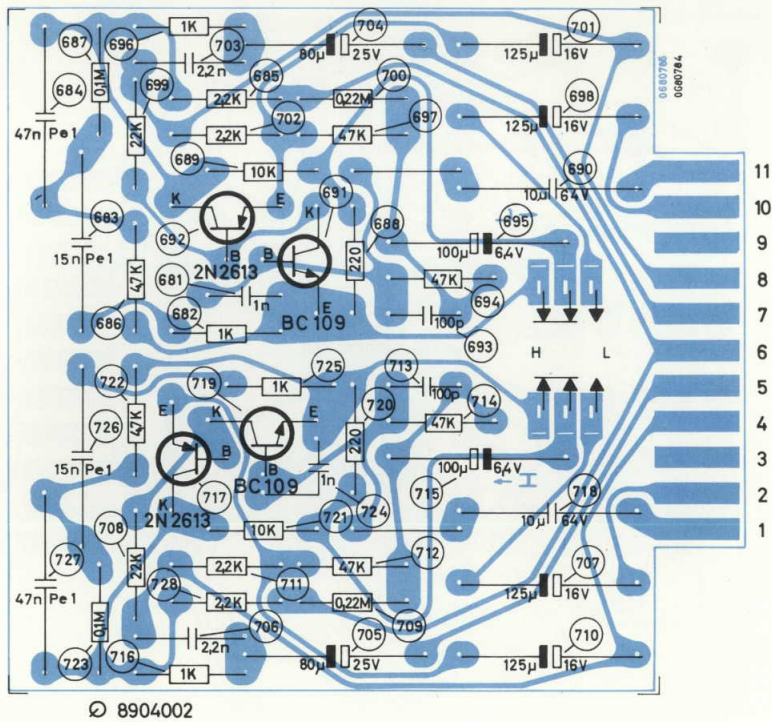 687 696 1K 703 704 701
0,1M 2,2n 80µ 25V 125µ 16V
684 699 685 700 698
2,2K 0,22M
47n Pe1 22K 702 697 125µ 16V
2,2K 47K
689 10K 690 11
K E 691 10µ 64V 10
683 692 K 688 695 9
B B 220 100µ 6,4V
15n Pe1 681 2N2613 47K 8
47K 1n 694
686 682 E 100p 7
1K BC109 693
H L 6
722 719 725 713 5
1K 100p
726 47K E K E 720 714 4
B 220 47K
15n Pe1 B 1n 100µ 6,4V 3
717 BC109 715
K 724 718 2
708 2N2613 721 10µ 64V
10K 1
727 22K 712 707
2,2K 47K
47n Pe1 728 711 125µ 16V
2,2K 0,22M
0,1M 706 709
723 716 2,2n 705 710
1K 80µ 25V 125µ 16V
0680785
0680784
8904002